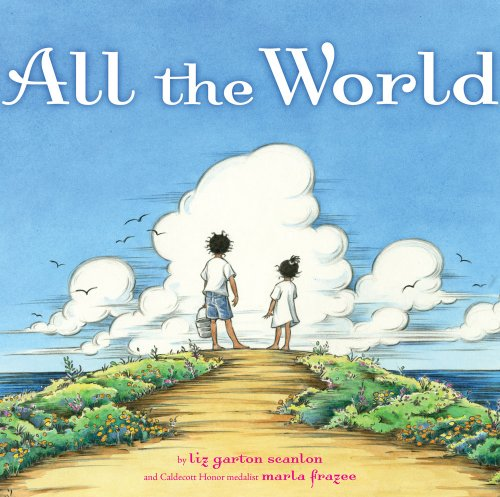 All the World
by liz garton scanlon
and Caldecott Honor medalist marla frazee